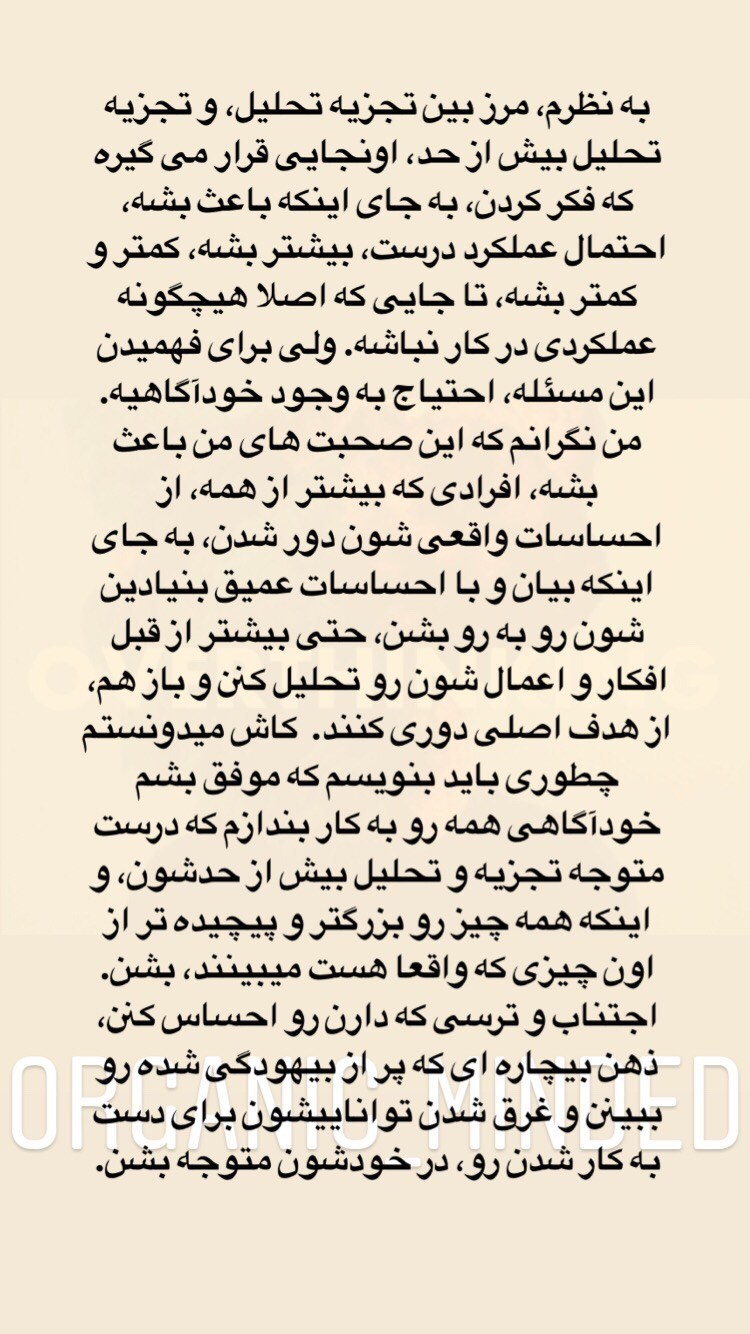 به نظرم، مرز بین تجزیه تحلیل، و تجزیه
تحلیل بیش از حد، اونجایی قرار می گیره
که فکر کردن، به جای اینکه باعث بشه،
احتمال عملکرد درست، بیشتر بشه، کمتر و
کمتر بشه، تا جایی که اصلا هیچگونه
عملکردی در کار نباشه. ولی برای فهمیدن
این مسئله، احتیاج به وجود خودآگاهیه.
من نگرانم که این صحبت های من باعث
بشه، افرادی که بیشتر از همه، از
احساسات واقعی شون دور شدن، به جای
اینکه بیان و با احساسات عمیق بنیادین
شون رو به رو بشن، حتی بیشتر از قبل
OVERTHINKING
افکار و اعمال شون رو تحلیل کنن و باز هم،
از هدف اصلی دوری کنند. کاش میدونستم
چطوری باید بنویسم که موفق بشم
خودآگاهی همه رو به کار بندازم که درست
متوجه تجزیه و تحلیل بیش از حدشون، و
اینکه همه چیز رو بزرگتر و پیچیده تر از
اون چیزی که واقعا هست میبینند، بشن.
اجتناب و ترسی که دارن رو احساس کنن،
ذهن بیچاره ای که پر از بیهودگی شده رو
ORGANIC_MINDED
ببینن و غرق شدن تواناییشون برای دست
به کار شدن رو، در خودشون متوجه بشن.